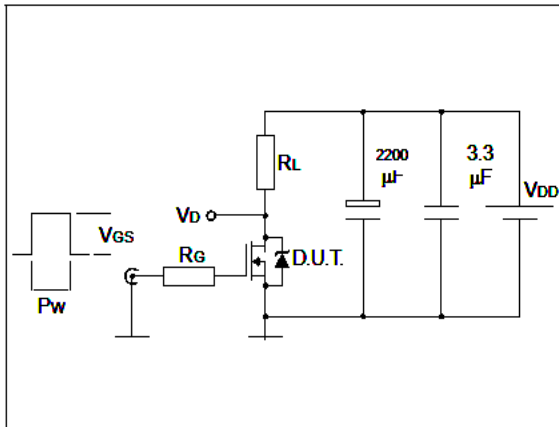 RL
2200
μF
3.3
μF
VDD
VD
VGS
RG
D.U.T.
PW